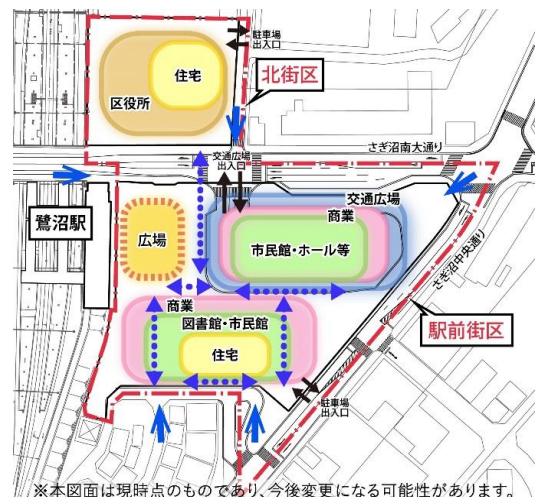 駐車場
出入口
住宅
区役所
北街区
交通広場
出入口
さぎ沼南大通り
交通広場
商業
鷺沼駅
広場
市民館・ホール等
さぎ沼中央通り
商業
図書館・市民館
駅前街区
住宅
駐車場
出入口
※本図面は現時点のものであり、今後変更になる可能性があります。